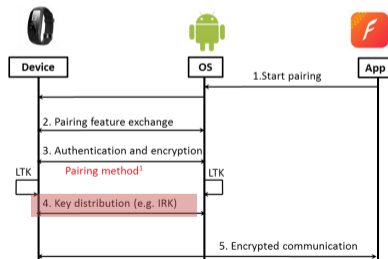 Device
OS
App
1.Start pairing
2. Pairing feature exchange
3. Authentication and encryption
LTK
Pairing method¹
LTK
4. Key distribution (e.g. IRK)
5. Encrypted communication